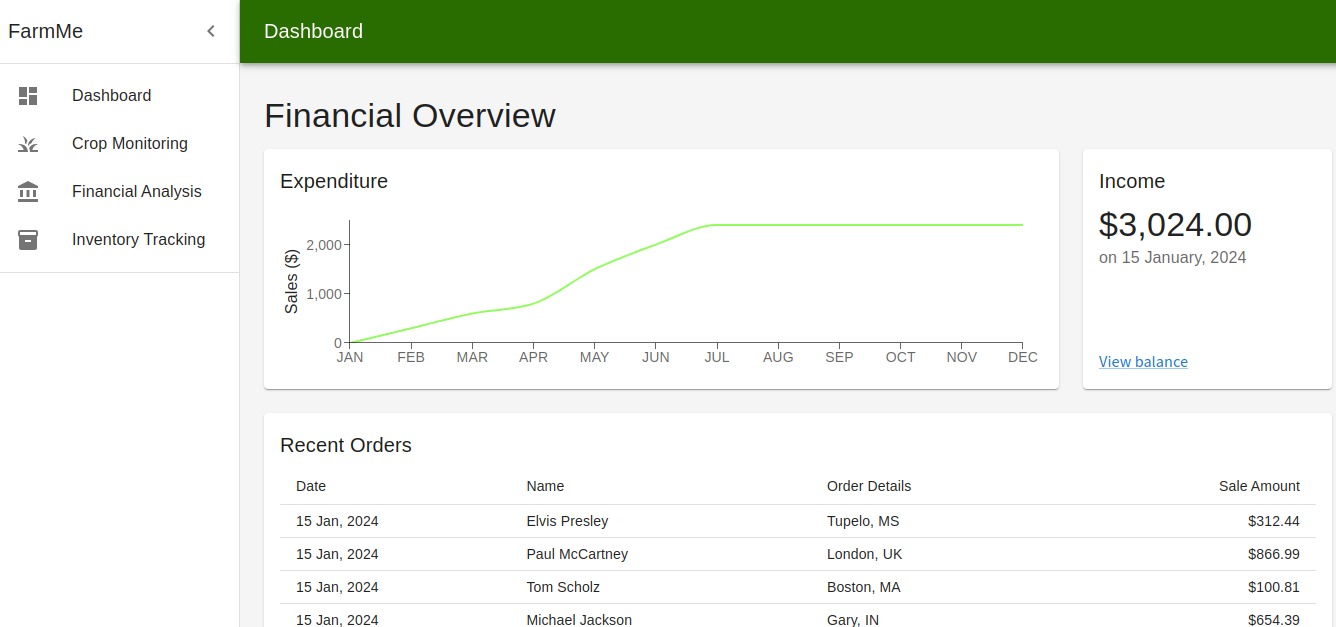 FarmMe
Dashboard
Dashboard
Crop Monitoring
Financial Analysis
Inventory Tracking
Financial Overview
Expenditure
Sales ($)
2,000
1,000
0
JAN FEB MAR APR MAY JUN JUL AUG SEP OCT NOV DEC
Income
$3,024.00
on 15 January, 2024
View balance
Recent Orders
Date Name Order Details Sale Amount
15 Jan, 2024 Elvis Presley Tupelo, MS $312.44
15 Jan, 2024 Paul McCartney London, UK $866.99
15 Jan, 2024 Tom Scholz Boston, MA $100.81
15 Jan, 2024 Michael Jackson Gary, IN $654.39